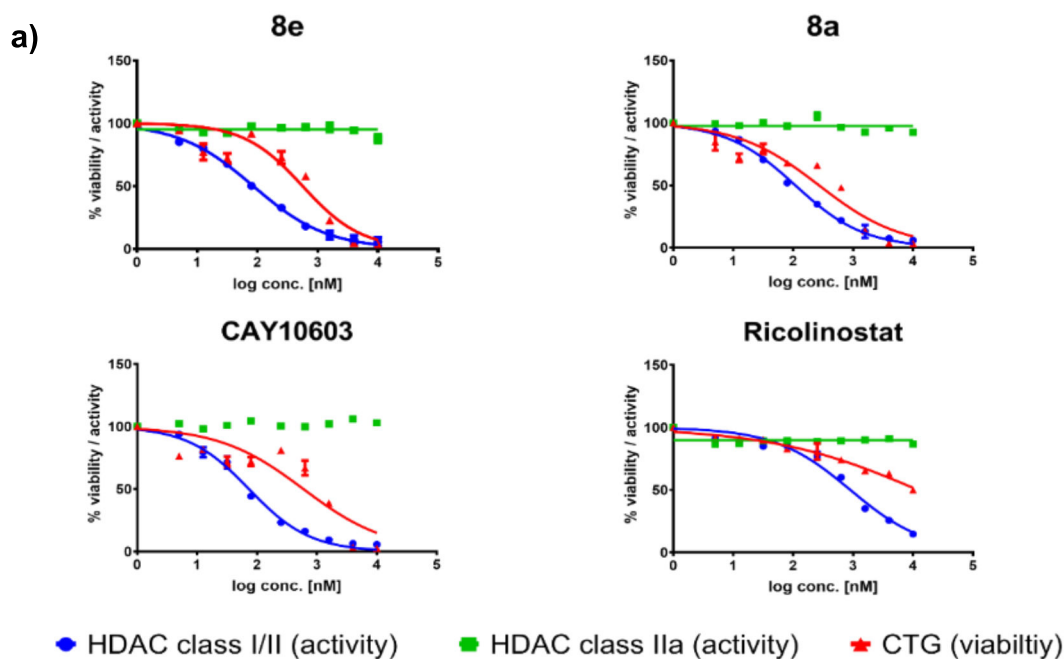 a)
8e
150
100
50
0
% viability / activity
0 1 2 3 4 5
log conc. [nM]
8a
150
100
50
0
% viability / activity
0 1 2 3 4 5
log conc. [nM]
CAY10603
150
100
50
0
% viability / activity
0 1 2 3 4 5
log conc. [nM]
Ricolinostat
150
100
50
0
% viability / activity
0 1 2 3 4 5
log conc. [nM]
HDAC class I/II (activity) HDAC class IIa (activity) CTG (viabiltiy)